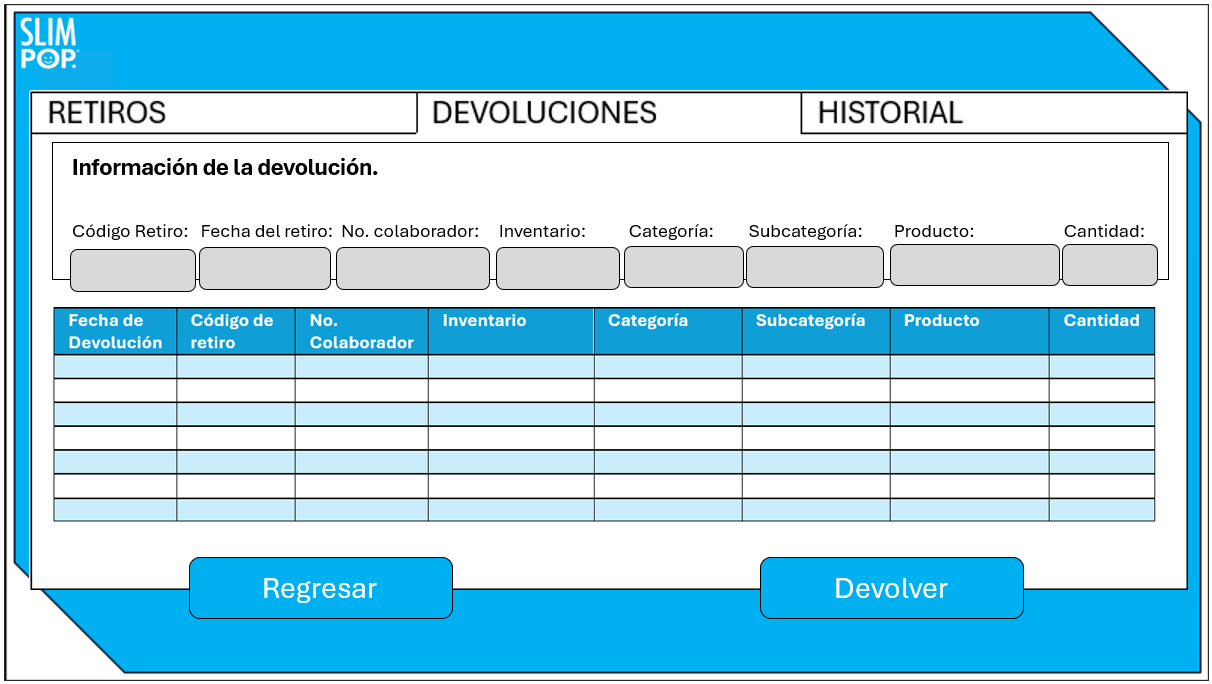 SLIM
POP.
RETIROS DEVOLUCIONES HISTORIAL
Información de la devolución.
Código Retiro: Fecha del retiro: No. colaborador: Inventario: Categoría: Subcategoría: Producto: Cantidad:
Fecha de Código de No. Inventario Categoría Subcategoría Producto Cantidad
Devolución retiro Colaborador
Regresar Devolver